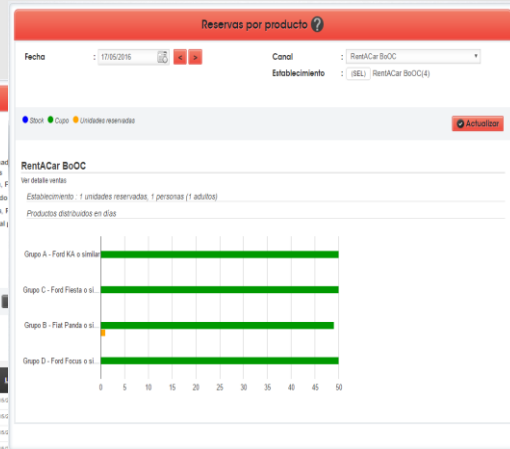 Reservas por producto ?
Fecha : 17/05/2016 < > Canal : RentACar BoOC
Establecimiento : (SEL) RentACar BoOC(4)
Stock Cupo Unidades reservadas
Actualizar
RentACar BoOC
Ver detalle ventas
Establecimiento : 1 unidades reservadas, 1 personas (1 adultos)
Productos distribuidos en días
Grupo A - Ford KA o similar
Grupo C - Ford Fiesta o si...
Grupo B - Fiat Panda o si...
Grupo D - Ford Focus o si...
0 5 10 15 20 25 30 35 40 45 50